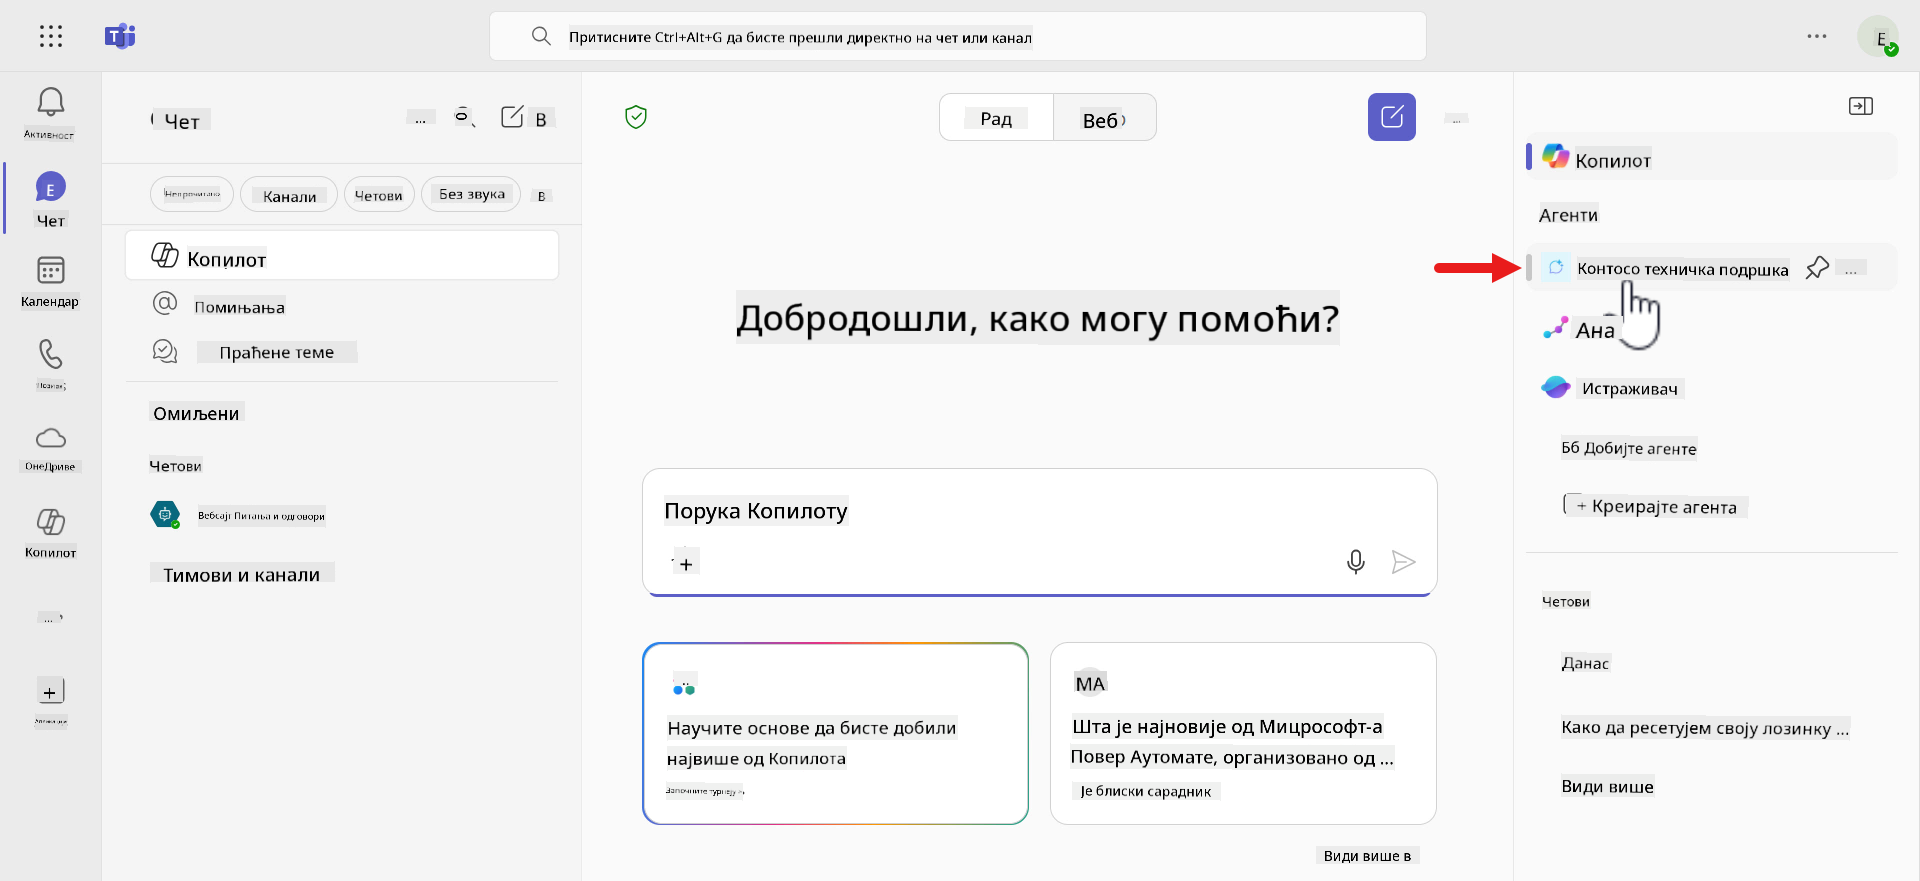 Притисните Ctrl+Alt+G да бисте прешли директно на чет или канал
E
Активност
Чет
Календар
ОнеДриве
Копилот
...
Чет
...
В
Канали
Четови
Без звука
В
Копилот
Помињања
Праћене теме
Омиљени
Четови
Вебсајт Питања и одговори
Тимови и канали
Рад
Веб
...
Добродошли, како могу помоћи?
Порука Копилоту
+
Научите основе да бисте добили
највише од Копилота
Започните турнеју
МА
Шта је најновије од Мицрософт-а
Повер Аутомате, организовано од ...
Је блиски сарадник
Види више в
Копилот
Агенти
Контосо техничка подршка
...
Ана
Истраживач
Бб Добијте агенте
+ Креирајте агента
Четови
Данас
Како да ресетујем своју лозинку ...
Види више